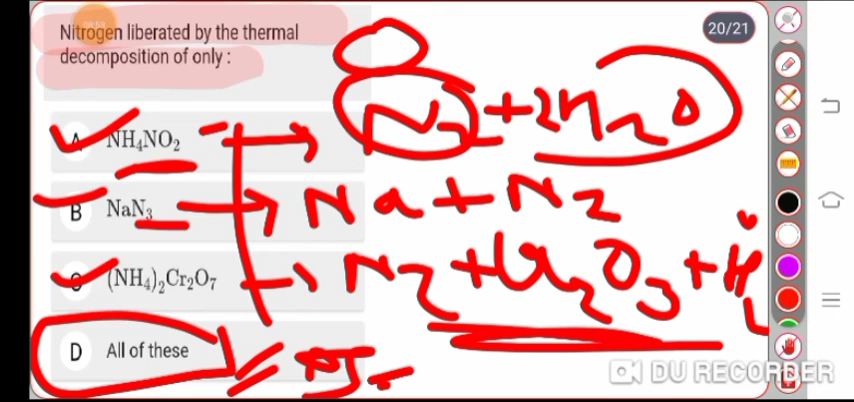 Nitrogen liberated by the thermal
decomposition of only :
20/21
A NH₄NO₂ → N₂ + 2H₂O
B NaN₃ → Na + N₂
C (NH₄)₂Cr₂O₇ → N₂ + Cr₂O₃ + H₂
D All of these
DU RECORDER